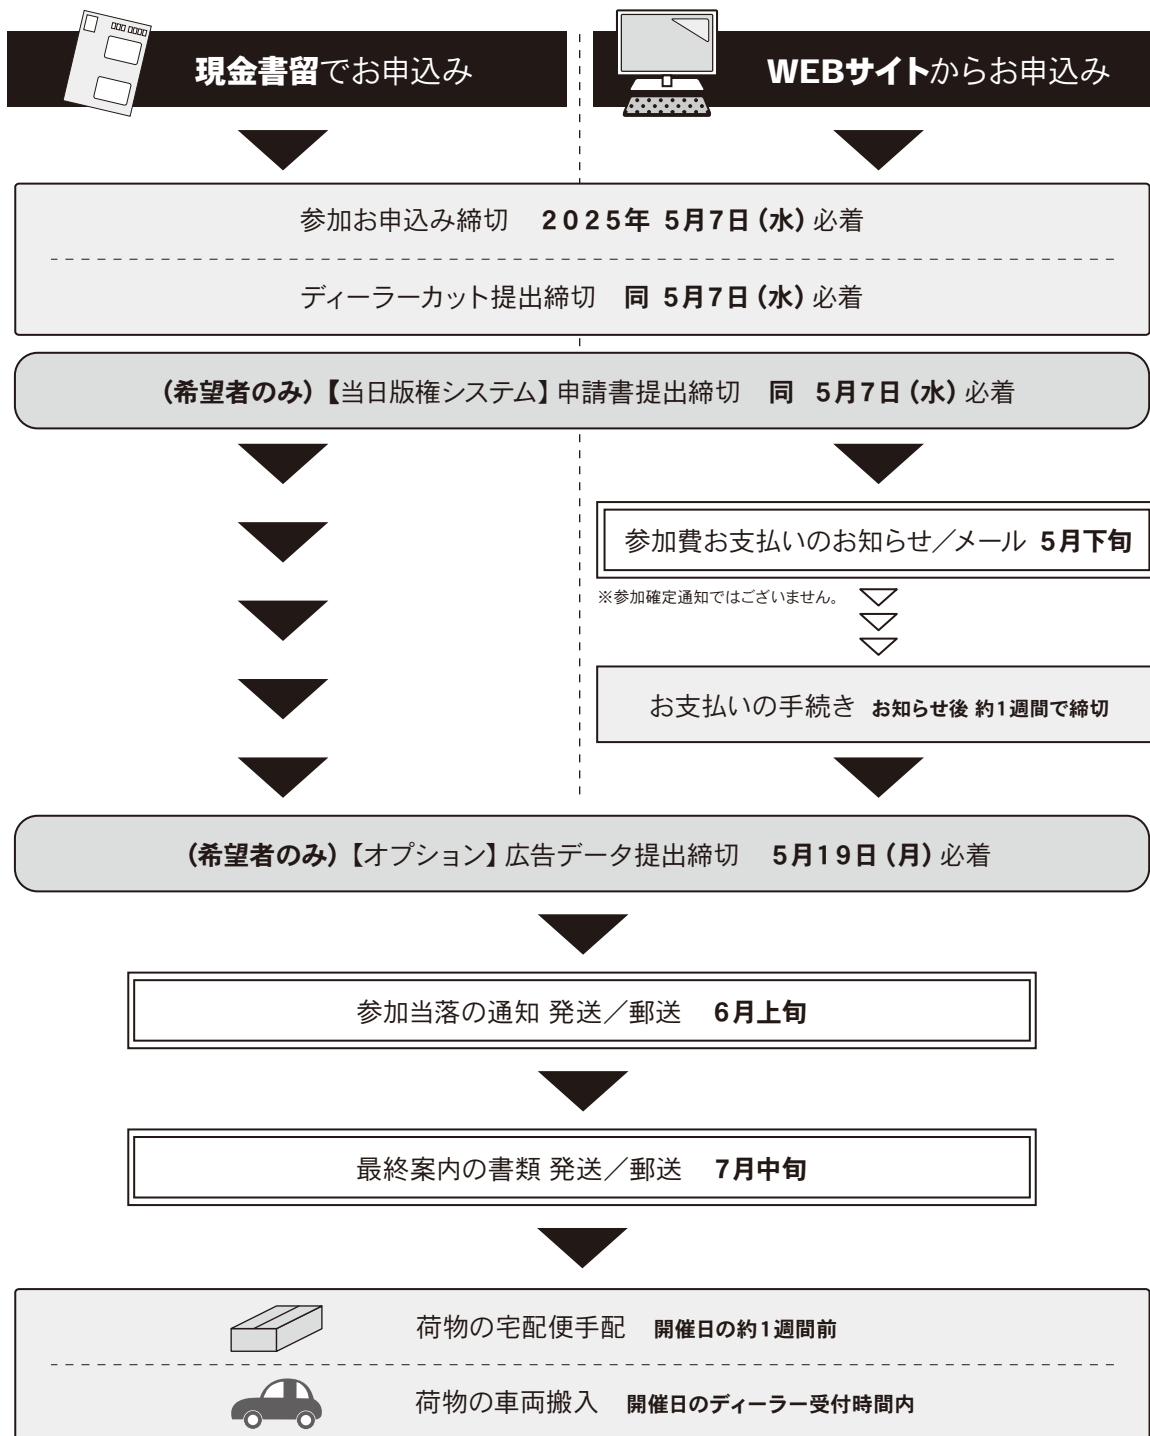 現金書留でお申込み
WEBサイトからお申込み
参加お申込み締切 2025年 5月7日(水)必着
ディーラーカット提出締切 同 5月7日(水)必着
(希望者のみ)【当日版権システム】申請書提出締切 同 5月7日(水)必着
参加費お支払いのお知らせ/メール 5月下旬
※参加確定通知ではございません。
お支払いの手続き お知らせ後 約1週間で締切
(希望者のみ)【オプション】広告データ提出締切 5月19日(月)必着
参加当落の通知 発送/郵送 6月上旬
最終案内の書類 発送/郵送 7月中旬
荷物の宅配便手配 開催日の約1週間前
荷物の車両搬入 開催日のディーラー受付時間内